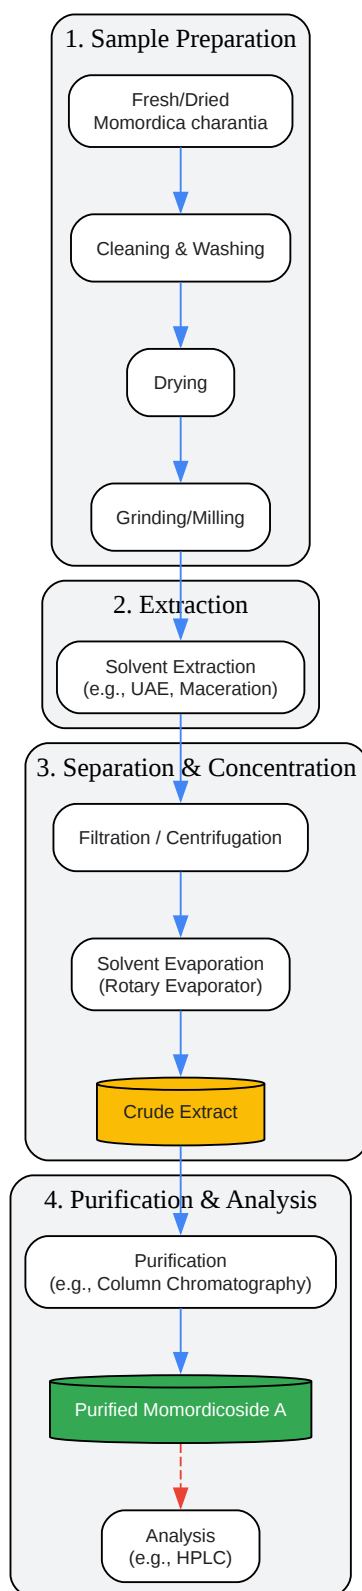 1. Sample Preparation
Fresh/Dried
Momordica charantia
Cleaning & Washing
Drying
Grinding/Milling
2. Extraction
Solvent Extraction
(e.g., UAE, Maceration)
3. Separation & Concentration
Filtration / Centrifugation
Solvent Evaporation
(Rotary Evaporator)
Crude Extract
4. Purification & Analysis
Purification
(e.g., Column Chromatography)
Purified Momordicoside A
Analysis
(e.g., HPLC)